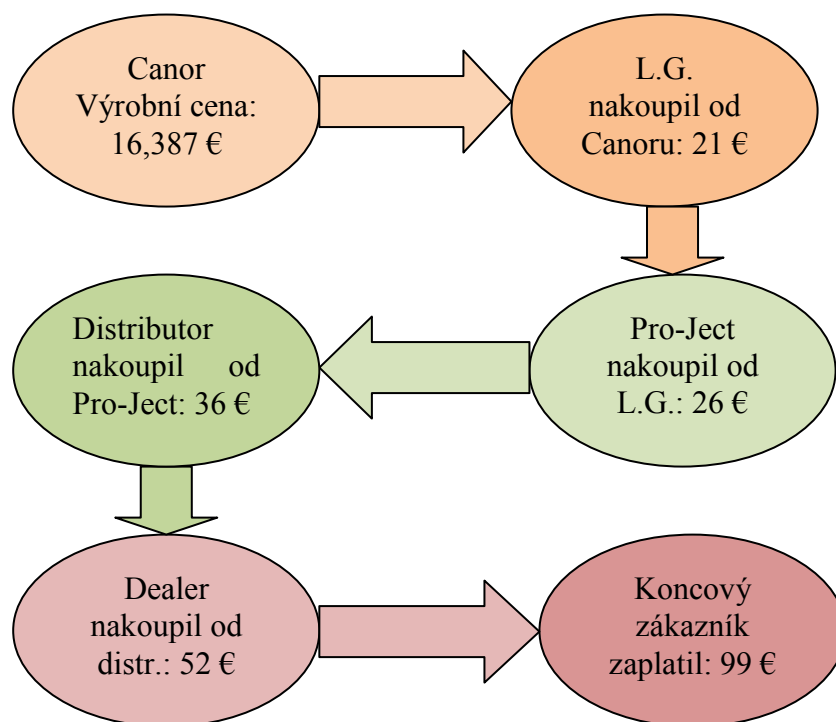 Canor
Výrobní cena:
16,387 €
L.G.
nakoupil od
Canoru: 21 €
Distributor
nakoupil od
Pro-Ject: 36 €
Pro-Ject
nakoupil od
L.G.: 26 €
Dealer
nakoupil od
distr.: 52 €
Koncový
zákazník
zaplatil: 99 €